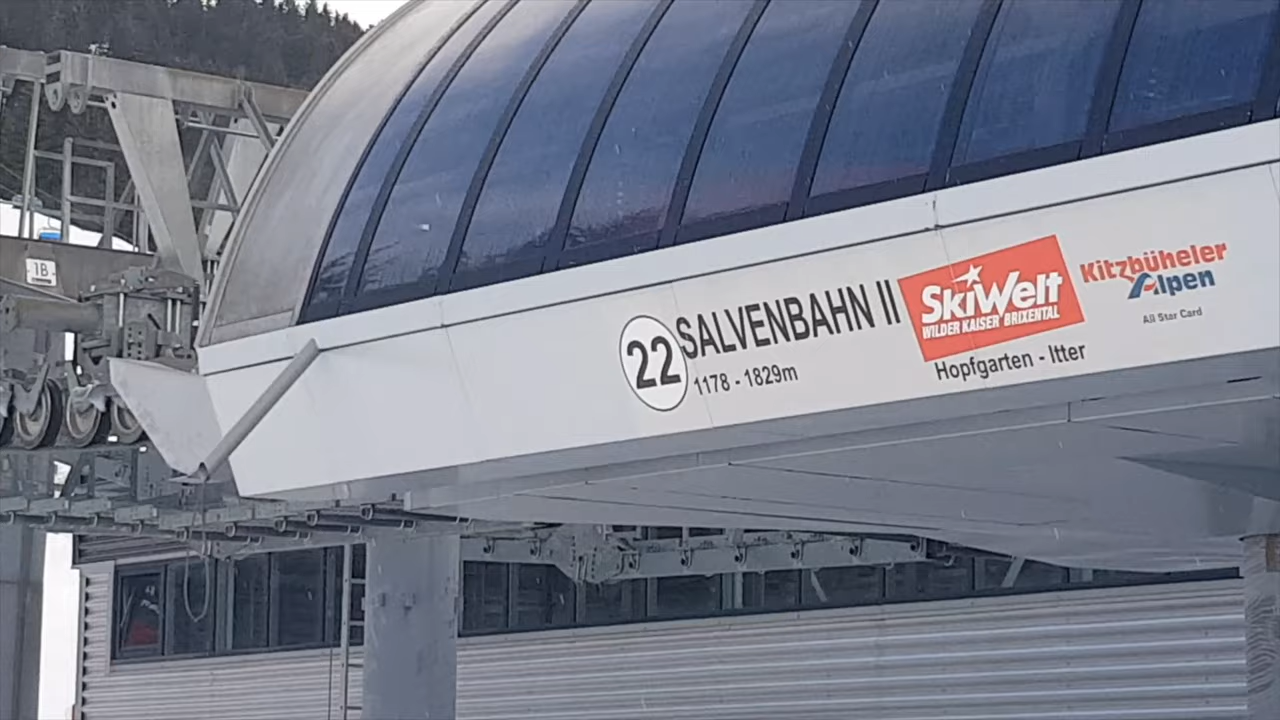 1B
22
SALVENBAHN II
1178 - 1829m
SkiWelt
WILDER KAISER BRIXENTAL
Hopfgarten - Itter
Kitzbüheler
Alpen
All Star Card